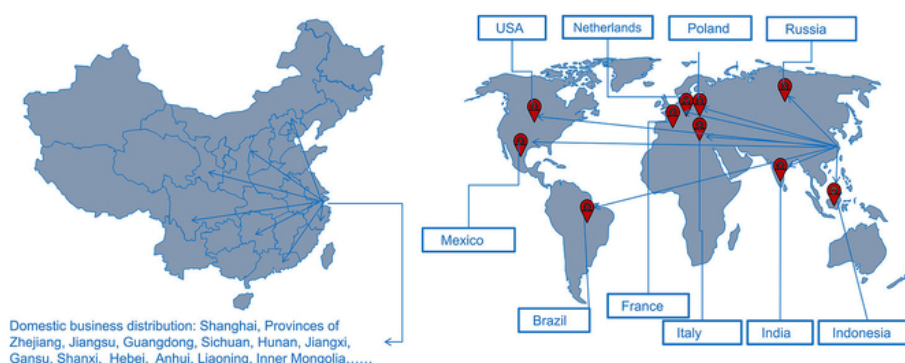 USA
Netherlands
Poland
Russia
Mexico
Brazil
France
Italy
India
Indonesia
Domestic business distribution: Shanghai, Provinces of
Zhejiang, Jiangsu, Guangdong, Sichuan, Hunan, Jiangxi,
Gansu, Shanxi, Hebei, Anhui, Liaoning, Inner Mongolia……